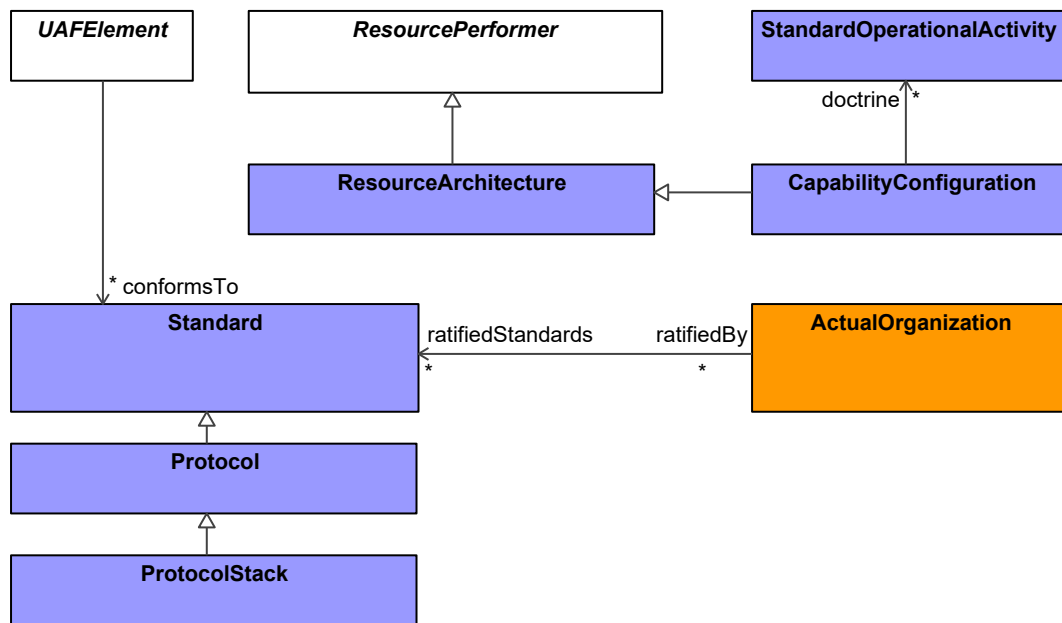 UAFElement
ResourcePerformer
StandardOperationalActivity
doctrine *
ResourceArchitecture
CapabilityConfiguration
* conformsTo
Standard
ratifiedStandards
*
ratifiedBy
*
ActualOrganization
Protocol
ProtocolStack